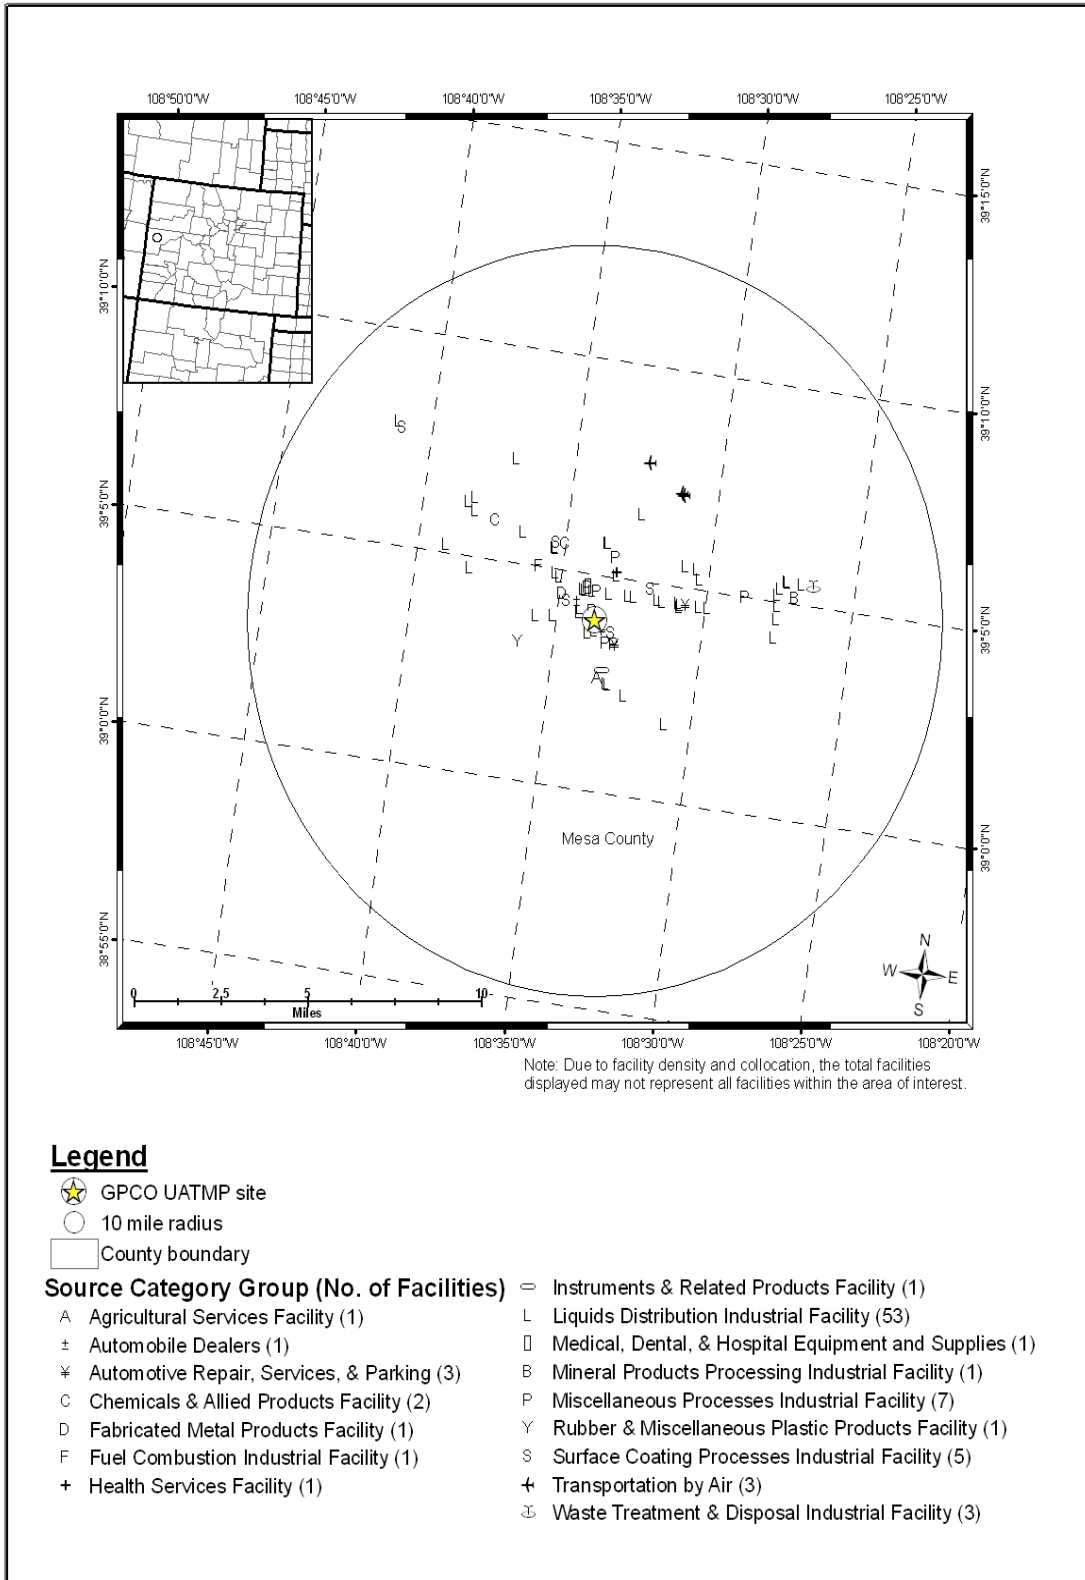 108°50'0"W 108°45'0"W 108°40'0"W 108°35'0"W 108°30'0"W 108°25'0"W
39°15'0"N
39°10'0"N
39°10'0"N
39°5'0"N
39°5'0"N
39°0'0"N
39°0'0"N
38°55'0"N
Mesa County
N
W E
S
0 2.5 5 10
Miles
108°45'0"W 108°40'0"W 108°35'0"W 108°30'0"W 108°25'0"W 108°20'0"W
Note: Due to facility density and collocation, the total facilities
displayed may not represent all facilities within the area of interest.
Legend
GPCO UATMP site
10 mile radius
County boundary
Source Category Group (No. of Facilities)
A Agricultural Services Facility (1)
± Automobile Dealers (1)
¥ Automotive Repair, Services, & Parking (3)
C Chemicals & Allied Products Facility (2)
D Fabricated Metal Products Facility (1)
F Fuel Combustion Industrial Facility (1)
+ Health Services Facility (1)
Instruments & Related Products Facility (1)
L Liquids Distribution Industrial Facility (53)
Medical, Dental, & Hospital Equipment and Supplies (1)
B Mineral Products Processing Industrial Facility (1)
P Miscellaneous Processes Industrial Facility (7)
Y Rubber & Miscellaneous Plastic Products Facility (1)
S Surface Coating Processes Industrial Facility (5)
Transportation by Air (3)
Waste Treatment & Disposal Industrial Facility (3)